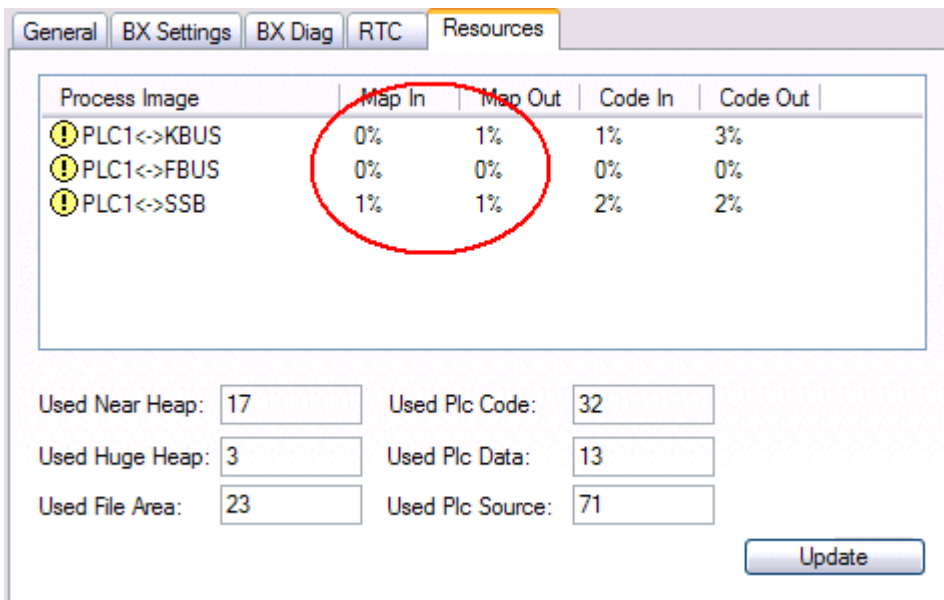 General BX Settings BX Diag RTC Resources
Process Image Map In Map Out Code In Code Out
PLC1<->KBUS 0% 1% 1% 3%
PLC1<->FBUS 0% 0% 0% 0%
PLC1<->SSB 1% 1% 2% 2%
Used Near Heap: 17 Used Plc Code: 32
Used Huge Heap: 3 Used Plc Data: 13
Used File Area: 23 Used Plc Source: 71
Update